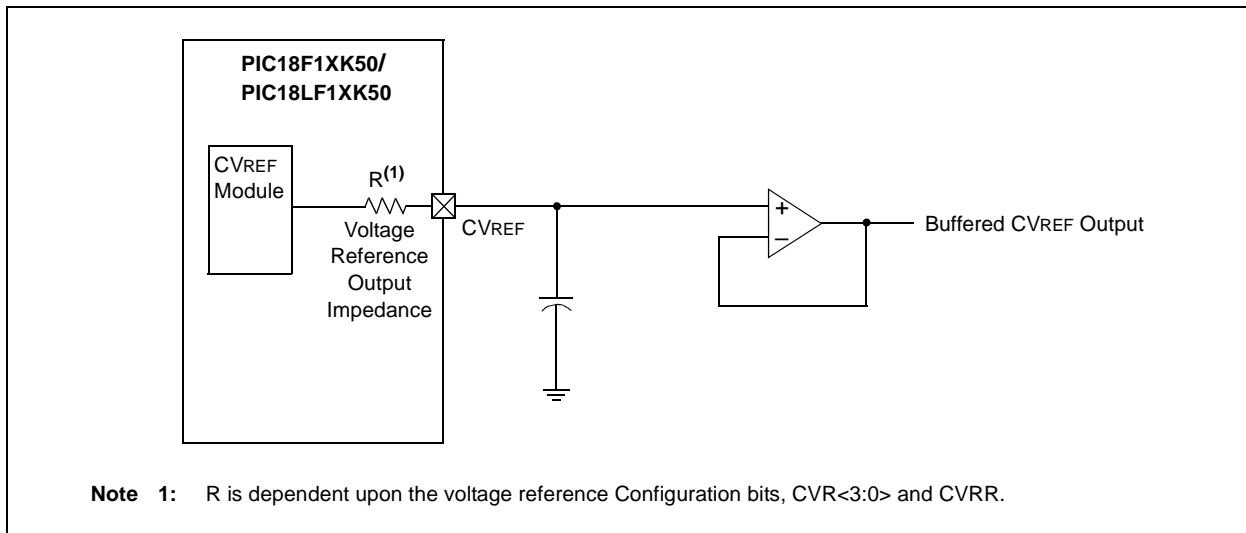 PIC18F1XK50/
PIC18LF1XK50
CVREF
Module
R(1)
Voltage
Reference
Output
Impedance
CVREF
+
–
Buffered CVREF Output
Note 1: R is dependent upon the voltage reference Configuration bits, CVR<3:0> and CVRR.